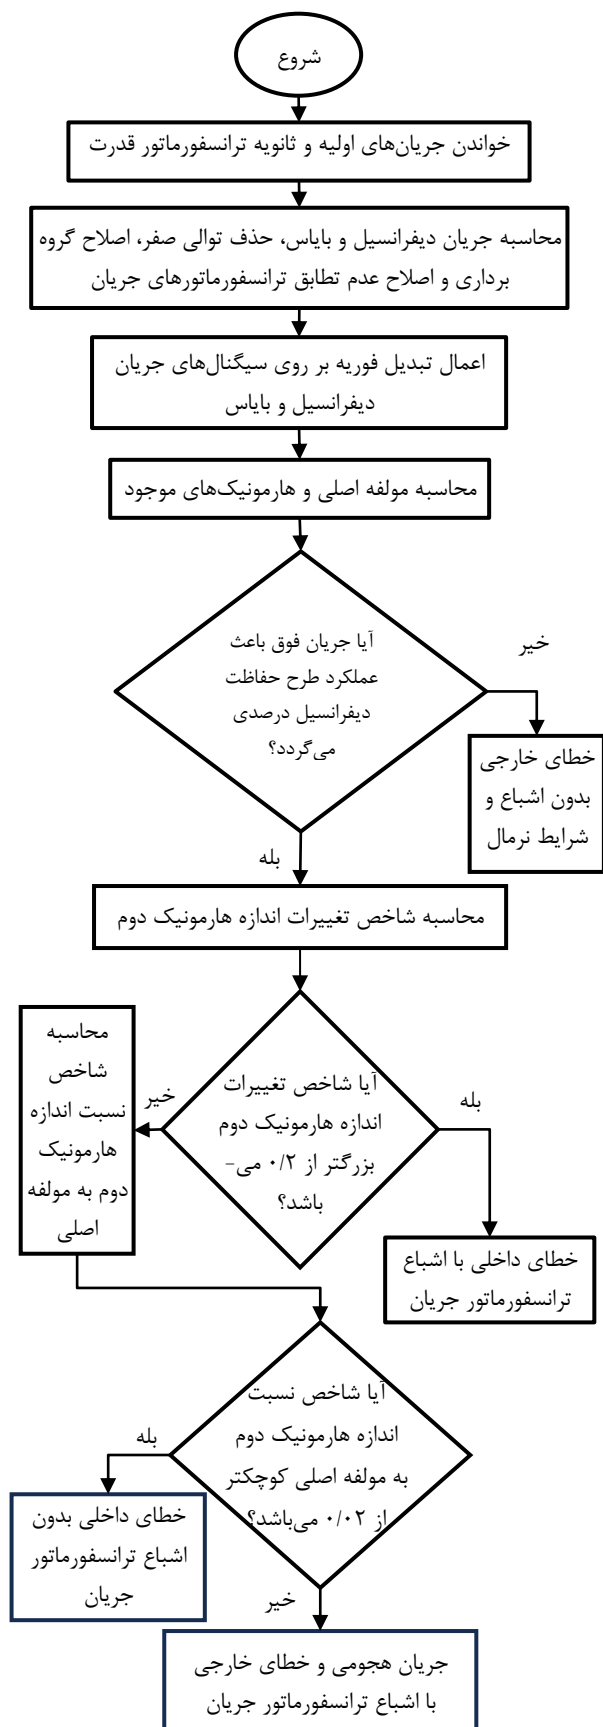 شروع
خواندن جریان‌های اولیه و ثانویه ترانسفورماتور قدرت
محاسبه جریان دیفرانسیل و بایاس، حذف توالی صفر، اصلاح گروه
برداری و اصلاح عدم تطابق ترانسفورماتورهای جریان
اعمال تبدیل فوریه بر روی سیگنال‌های جریان
دیفرانسیل و بایاس
محاسبه مولفه اصلی و هارمونیک‌های موجود
آیا جریان فوق باعث
عملکرد طرح حفاظت
دیفرانسیل درصدی
می‌گردد؟
خیر
خطای خارجی
بدون اشباع و
شرایط نرمال
بله
محاسبه شاخص تغییرات اندازه هارمونیک دوم
آیا شاخص تغییرات
اندازه هارمونیک دوم
بزرگتر از ۰/۲ می-
باشد؟
بله
خطای داخلی با اشباع
ترانسفورماتور جریان
خیر
محاسبه
شاخص
نسبت اندازه
هارمونیک
دوم به مولفه
اصلی
آیا شاخص نسبت
اندازه هارمونیک دوم
به مولفه اصلی کوچکتر
از ۰/۰۲ می‌باشد؟
بله
خطای داخلی بدون
اشباع ترانسفورماتور
جریان
خیر
جریان هجومی و خطای خارجی
با اشباع ترانسفورماتور جریان